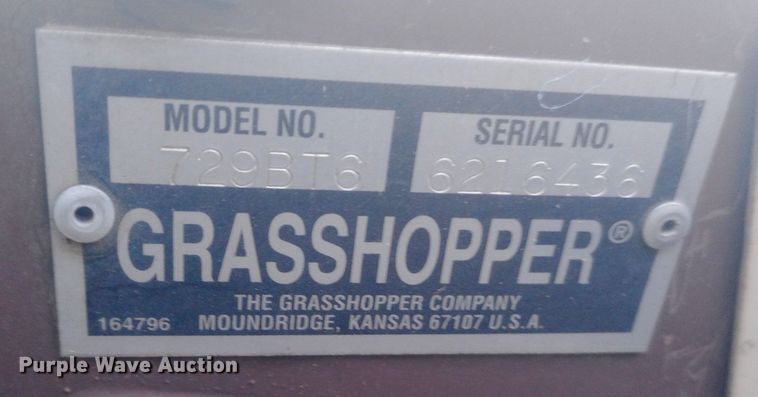 MODEL NO. SERIAL NO.
729BT6 6216436
GRASSHOPPER®
THE GRASSHOPPER COMPANY
164796 MOUNDRIDGE, KANSAS 67107 U.S.A.
Purple Wave Auction